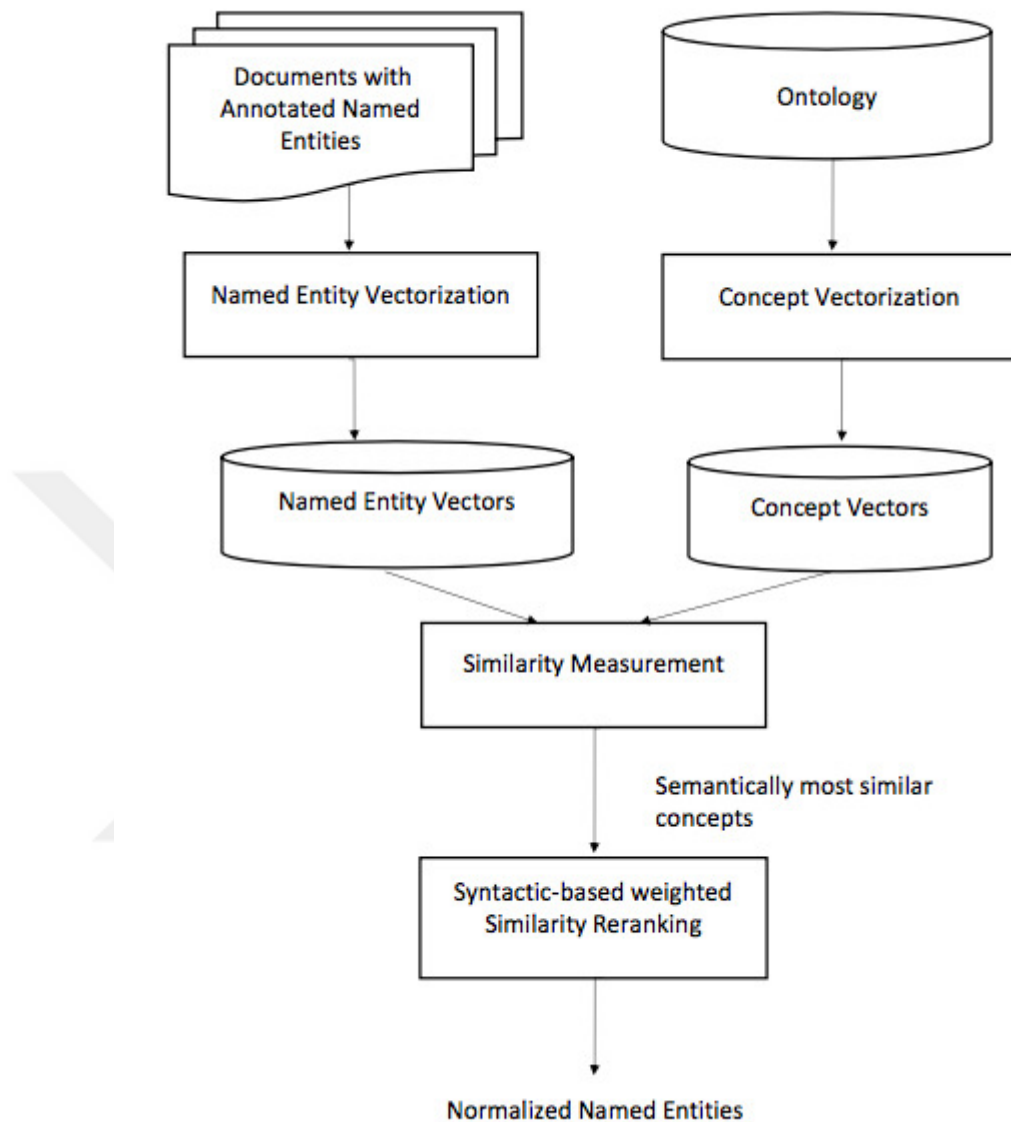 Documents with
Annotated Named
Entities
Ontology
Named Entity Vectorization
Concept Vectorization
Named Entity Vectors
Concept Vectors
Similarity Measurement
Semantically most similar
concepts
Syntactic-based weighted
Similarity Reranking
Normalized Named Entities